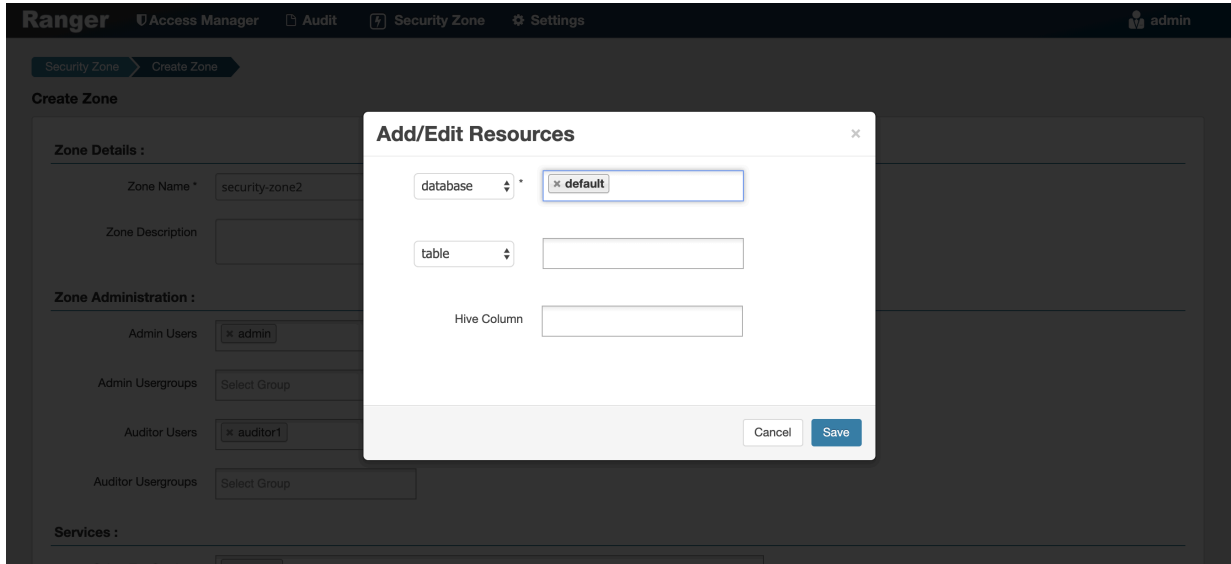 Ranger Access Manager Audit Security Zone Settings admin
Security Zone Create Zone
Create Zone
Add/Edit Resources ×
Zone Details :
Zone Name * security-zone2
database * × default
Zone Description
table
Zone Administration :
Hive Column
Admin Users × admin
Admin Usergroups Select Group
Auditor Users × auditor1
Cancel Save
Auditor Usergroups Select Group
Services :